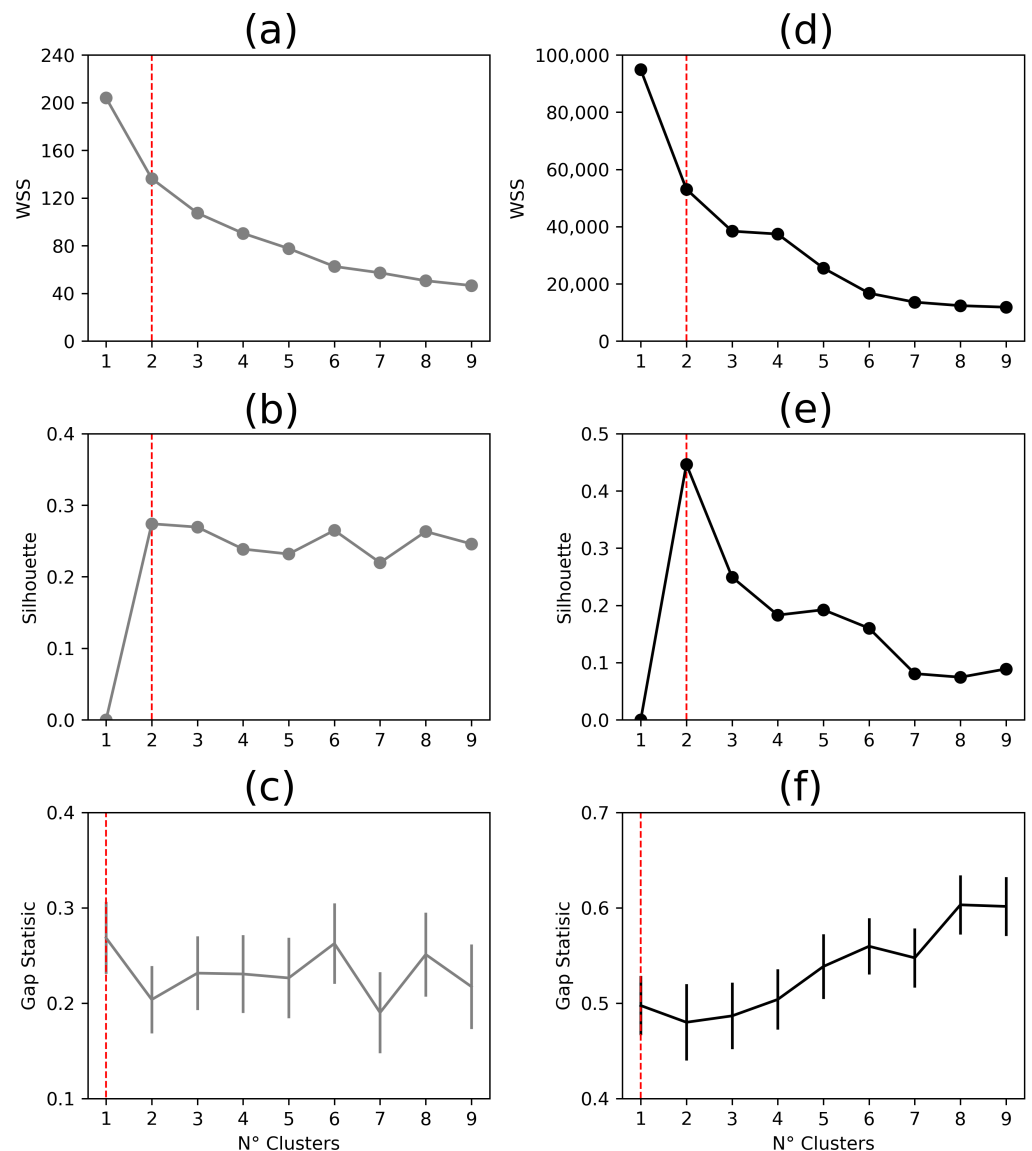 (a)
240
200
160
120
80
40
0
WSS
1 2 3 4 5 6 7 8 9
(d)
100,000
80,000
60,000
40,000
20,000
0
WSS
1 2 3 4 5 6 7 8 9
(b)
0.4
0.3
0.2
0.1
0.0
Silhouette
1 2 3 4 5 6 7 8 9
(e)
0.5
0.4
0.3
0.2
0.1
0.0
Silhouette
1 2 3 4 5 6 7 8 9
(c)
0.4
0.3
0.2
0.1
Gap Statisic
1 2 3 4 5 6 7 8 9
N° Clusters
(f)
0.7
0.6
0.5
0.4
Gap Statisic
1 2 3 4 5 6 7 8 9
N° Clusters